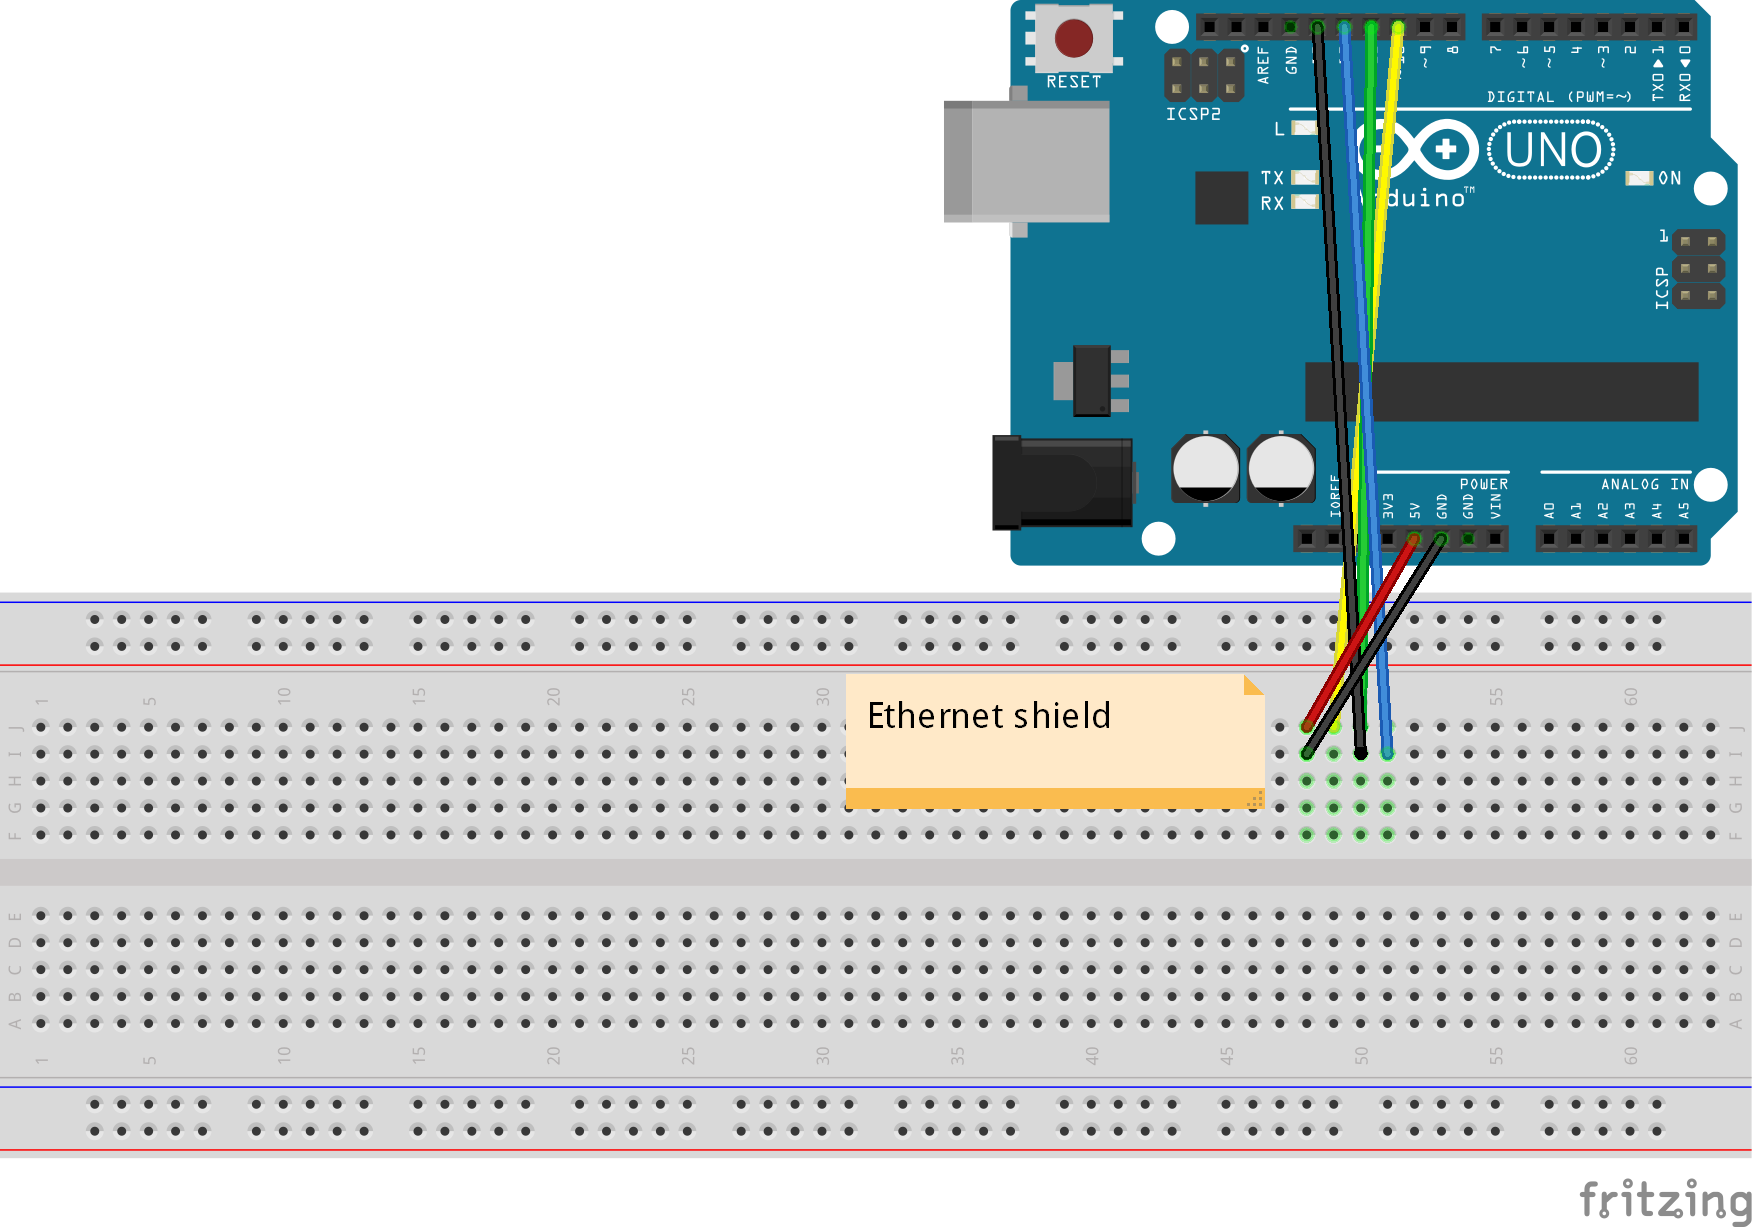 RESET
ICSP2
AREF
GND
~9
8
7
~6
~5
4
~3
2
TX0▶1
RX0◀0
DIGITAL (PWM=~)
L
TX
RX
UNO
ON
duino™
1
ICSP
POWER
ANALOG IN
IOREF
3V3
5V
GND
GND
VIN
A0
A1
A2
A3
A4
A5
1 5 10 15 20 25 30 55 60
Ethernet shield
J J
I I
H H
G G
F F
E E
D D
C C
B B
A A
1 5 10 15 20 25 30 35 40 45 50 55 60
fritzing